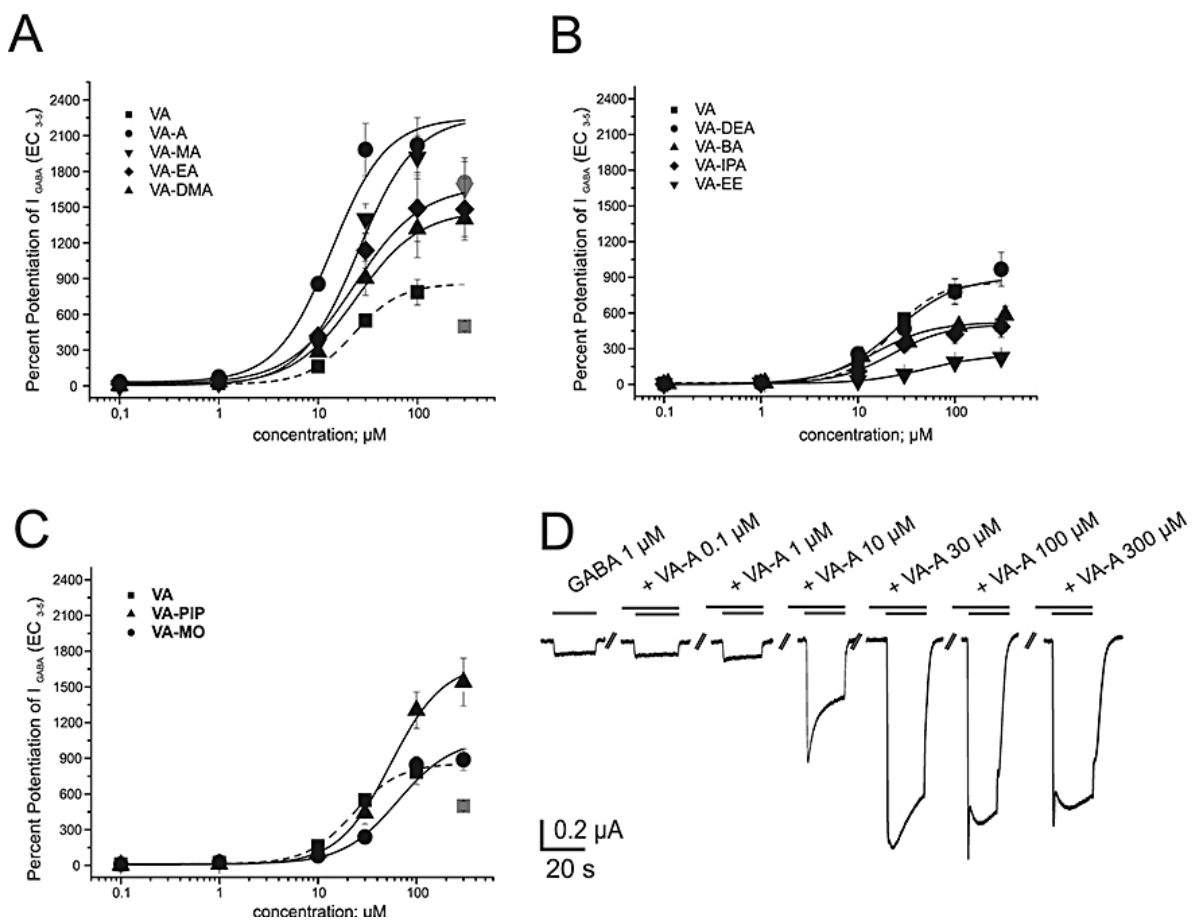 A
Percent Potentiation of I GABA (EC 3-5)
2400
2100
1800
1500
1200
900
600
300
0
VA
VA-A
VA-MA
VA-EA
VA-DMA
0,1 1 10 100
concentration; µM
B
Percent Potentiation of I GABA (EC 3-5)
2400
2100
1800
1500
1200
900
600
300
0
VA
VA-DEA
VA-BA
VA-IPA
VA-EE
0,1 1 10 100
concentration; µM
C
Percent Potentiation of I GABA (EC 3-5)
2400
2100
1800
1500
1200
900
600
300
0
VA
VA-PIP
VA-MO
0,1 1 10 100
concentration; µM
D
GABA 1 µM
+ VA-A 0.1 µM
+ VA-A 1 µM
+ VA-A 10 µM
+ VA-A 30 µM
+ VA-A 100 µM
+ VA-A 300 µM
0.2 µA
20 s